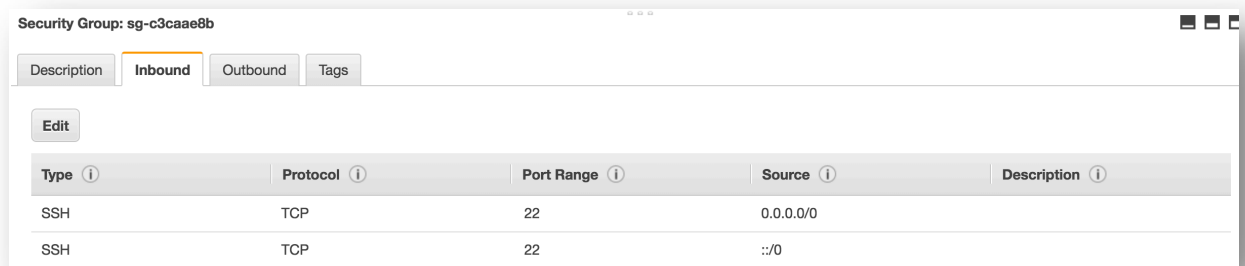 Security Group: sg-c3caae8b
Description Inbound Outbound Tags
Edit
Type Protocol Port Range Source Description
SSH TCP 22 0.0.0.0/0
SSH TCP 22 ::/0